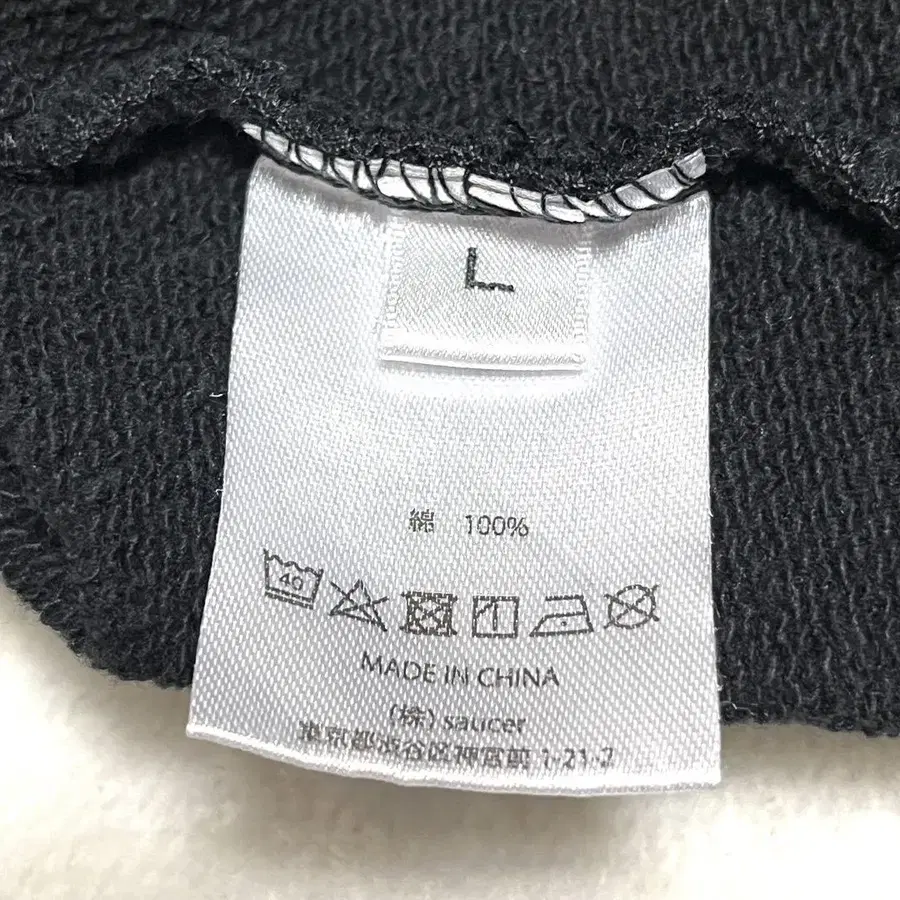 L
綿 100%
40
MADE IN CHINA
(株) saucer
東京都渋谷区神宮前 1-21-2